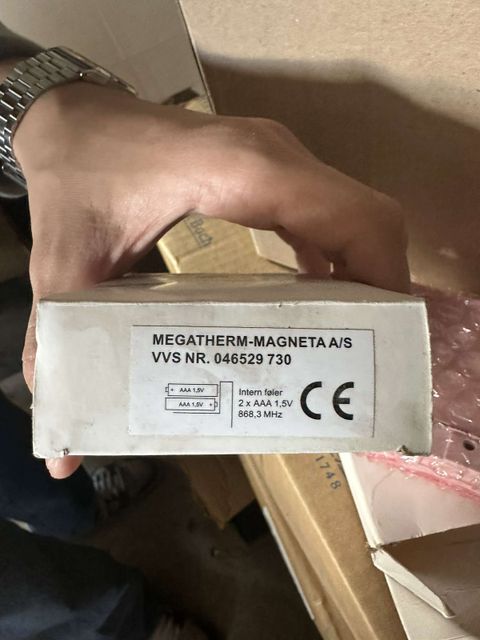 MEGATHERM-MAGNETA A/S
VVS NR. 046529 730
+ AAA 1,5V
AAA 1,5V +
Intern føler
2 x AAA 1,5V
868,3 MHz
CE
1748